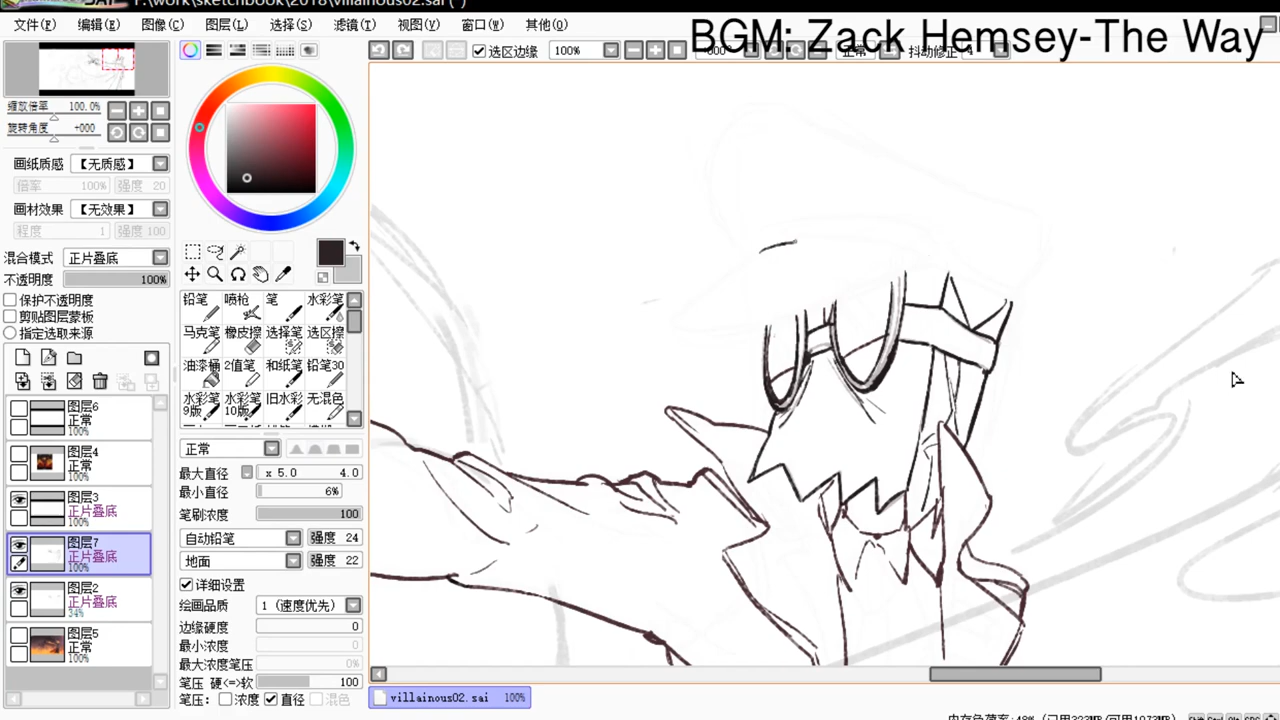 F:\work\sketchbook\2018\villainous02.sai (*)
文件(F) 编辑(E) 图像(C) 图层(L) 选择(S) 滤镜(T) 视图(V) 窗口(W) 其他(O)
BGM: Zack Hemsey-The Way
选区边缘 100% 正常 抖动修正
缩放倍率 100.0%
旋转角度 +000
画纸质感 【无质感】
倍率 100% 强度 20
画材效果 【无效果】
程度 1 强度 100
混合模式 正片叠底
不透明度 100%
保护不透明度
剪贴图层蒙板
指定选取来源
图层6
正常
100%
图层4
正常
100%
图层3
正片叠底
100%
图层7
正片叠底
100%
图层2
正片叠底
34%
图层5
正常
100%
铅笔 喷枪 笔 水彩笔
马克笔 橡皮擦 选择笔 选区擦
油漆桶 2值笔 和纸笔 铅笔30
水彩笔9版 水彩笔10版 旧水彩 无混色
正常
最大直径 x 5.0 4.0
最小直径 6%
笔刷浓度 100
自动铅笔 强度 24
地面 强度 22
详细设置
绘画品质 1 (速度优先)
边缘硬度 0
最小浓度 0
最大浓度笔压 0%
笔压 硬<=>软 100
笔压: 浓度 直径 混色
villainous02.sai 100%